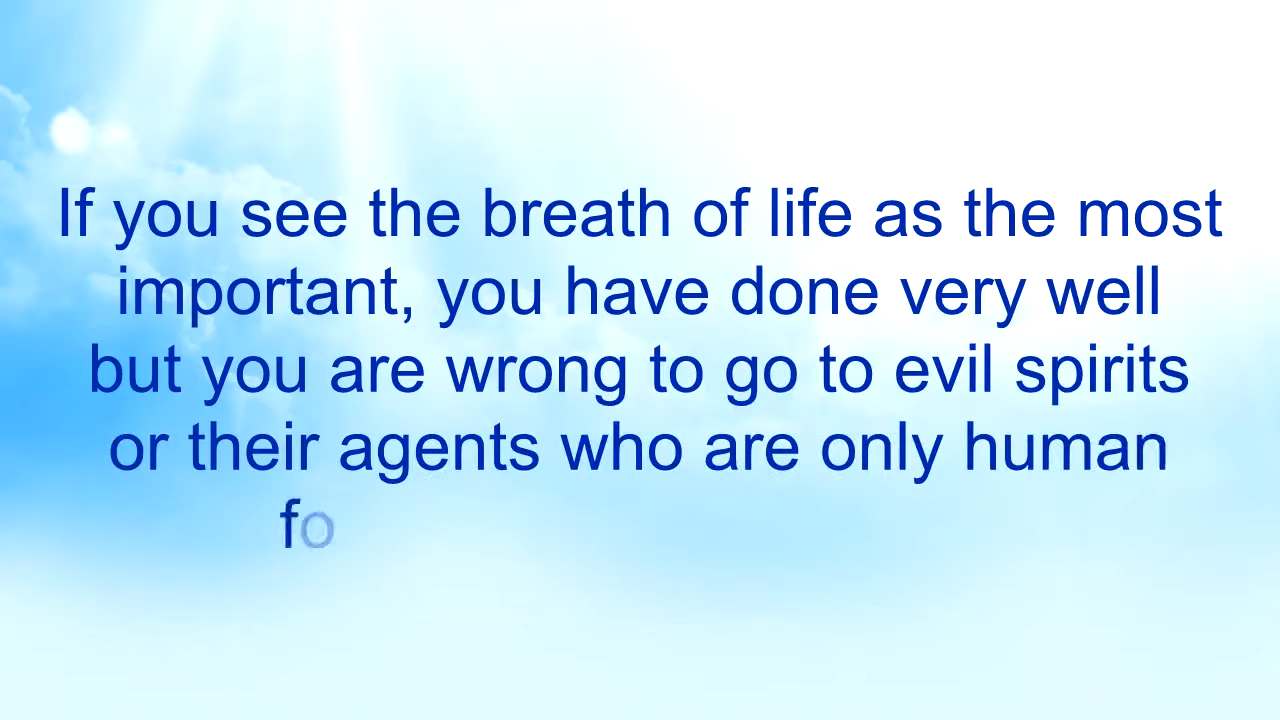 If you see the breath of life as the most
important, you have done very well
but you are wrong to go to evil spirits
or their agents who are only human
fo